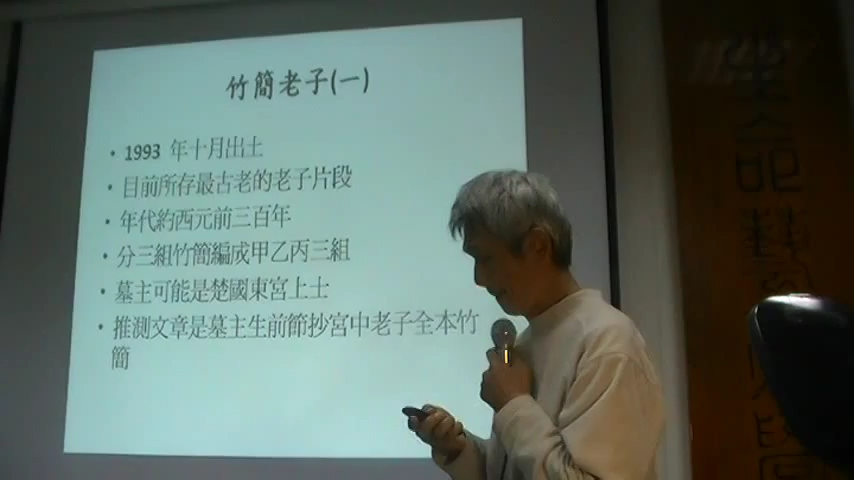 竹簡老子(一)
• 1993 年十月出土
• 目前所存最古老的老子片段
• 年代約西元前三百年
• 分三組竹簡編成甲乙丙三組
• 墓主可能是楚國東宮上士
• 推測文章是墓主生前節抄宮中老子全本竹
簡
生命藝